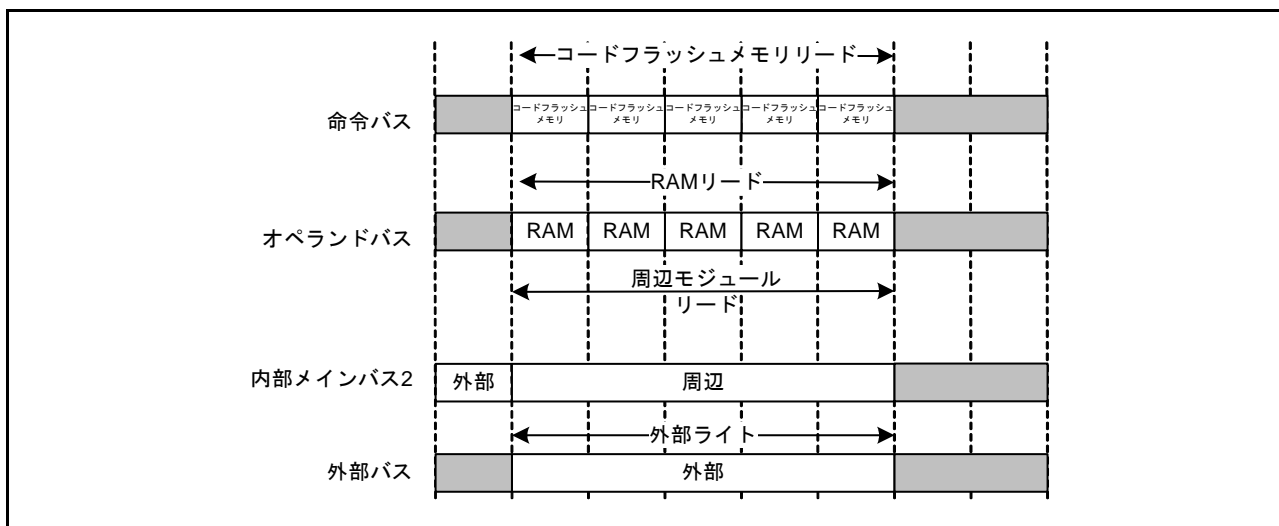 コードフラッシュメモリリード
命令バス
コードフラッシュ
メモリ
コードフラッシュ
メモリ
コードフラッシュ
メモリ
コードフラッシュ
メモリ
コードフラッシュ
メモリ
RAMリード
オペランドバス
RAM
RAM
RAM
RAM
RAM
周辺モジュール
リード
内部メインバス2
外部
周辺
外部ライト
外部バス
外部